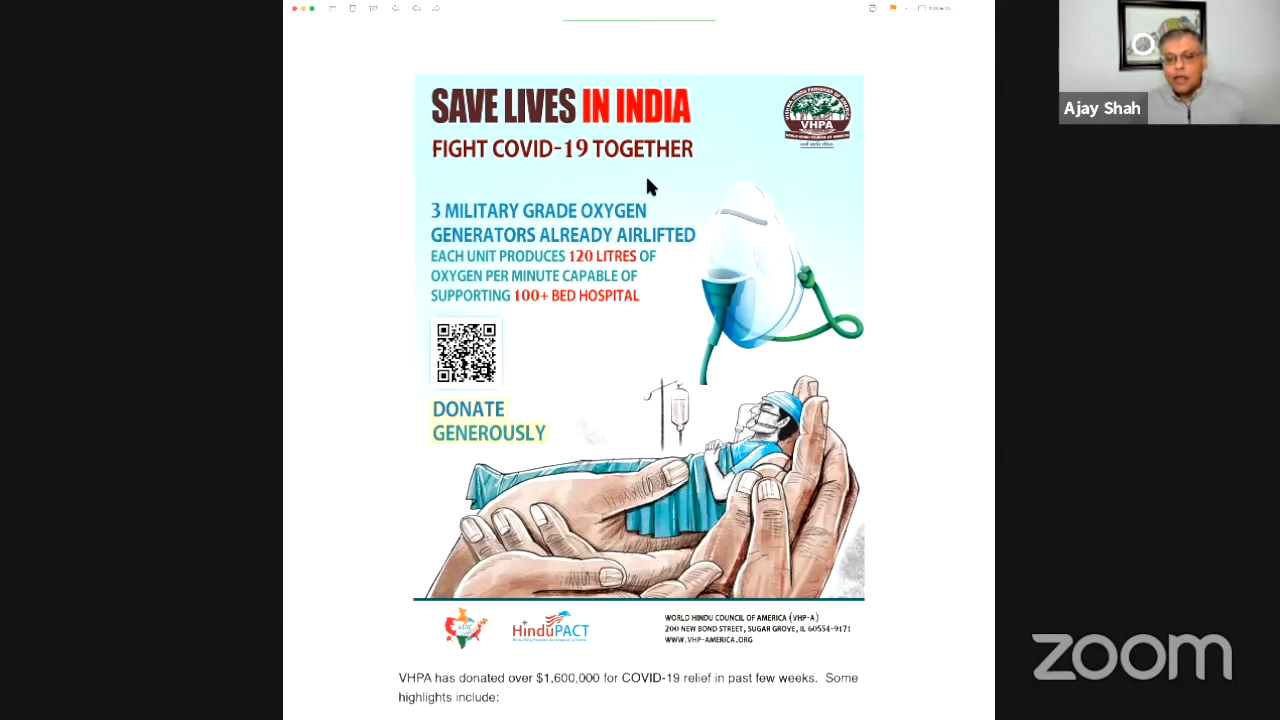 Move to...
SAVE LIVES IN INDIA
FIGHT COVID-19 TOGETHER
VHPA
3 MILITARY GRADE OXYGEN
GENERATORS ALREADY AIRLIFTED
EACH UNIT PRODUCES 120 LITRES OF
OXYGEN PER MINUTE CAPABLE OF
SUPPORTING 100+ BED HOSPITAL
DONATE
GENEROUSLY
HinduPACT
WORLD HINDU COUNCIL OF AMERICA (VHP-A)
200 NEW BOND STREET, SUGAR GROVE, IL 60554-9171
WWW.VHP-AMERICA.ORG
VHPA has donated over $1,600,000 for COVID-19 relief in past few weeks. Some
highlights include:
Ajay Shah
zoom